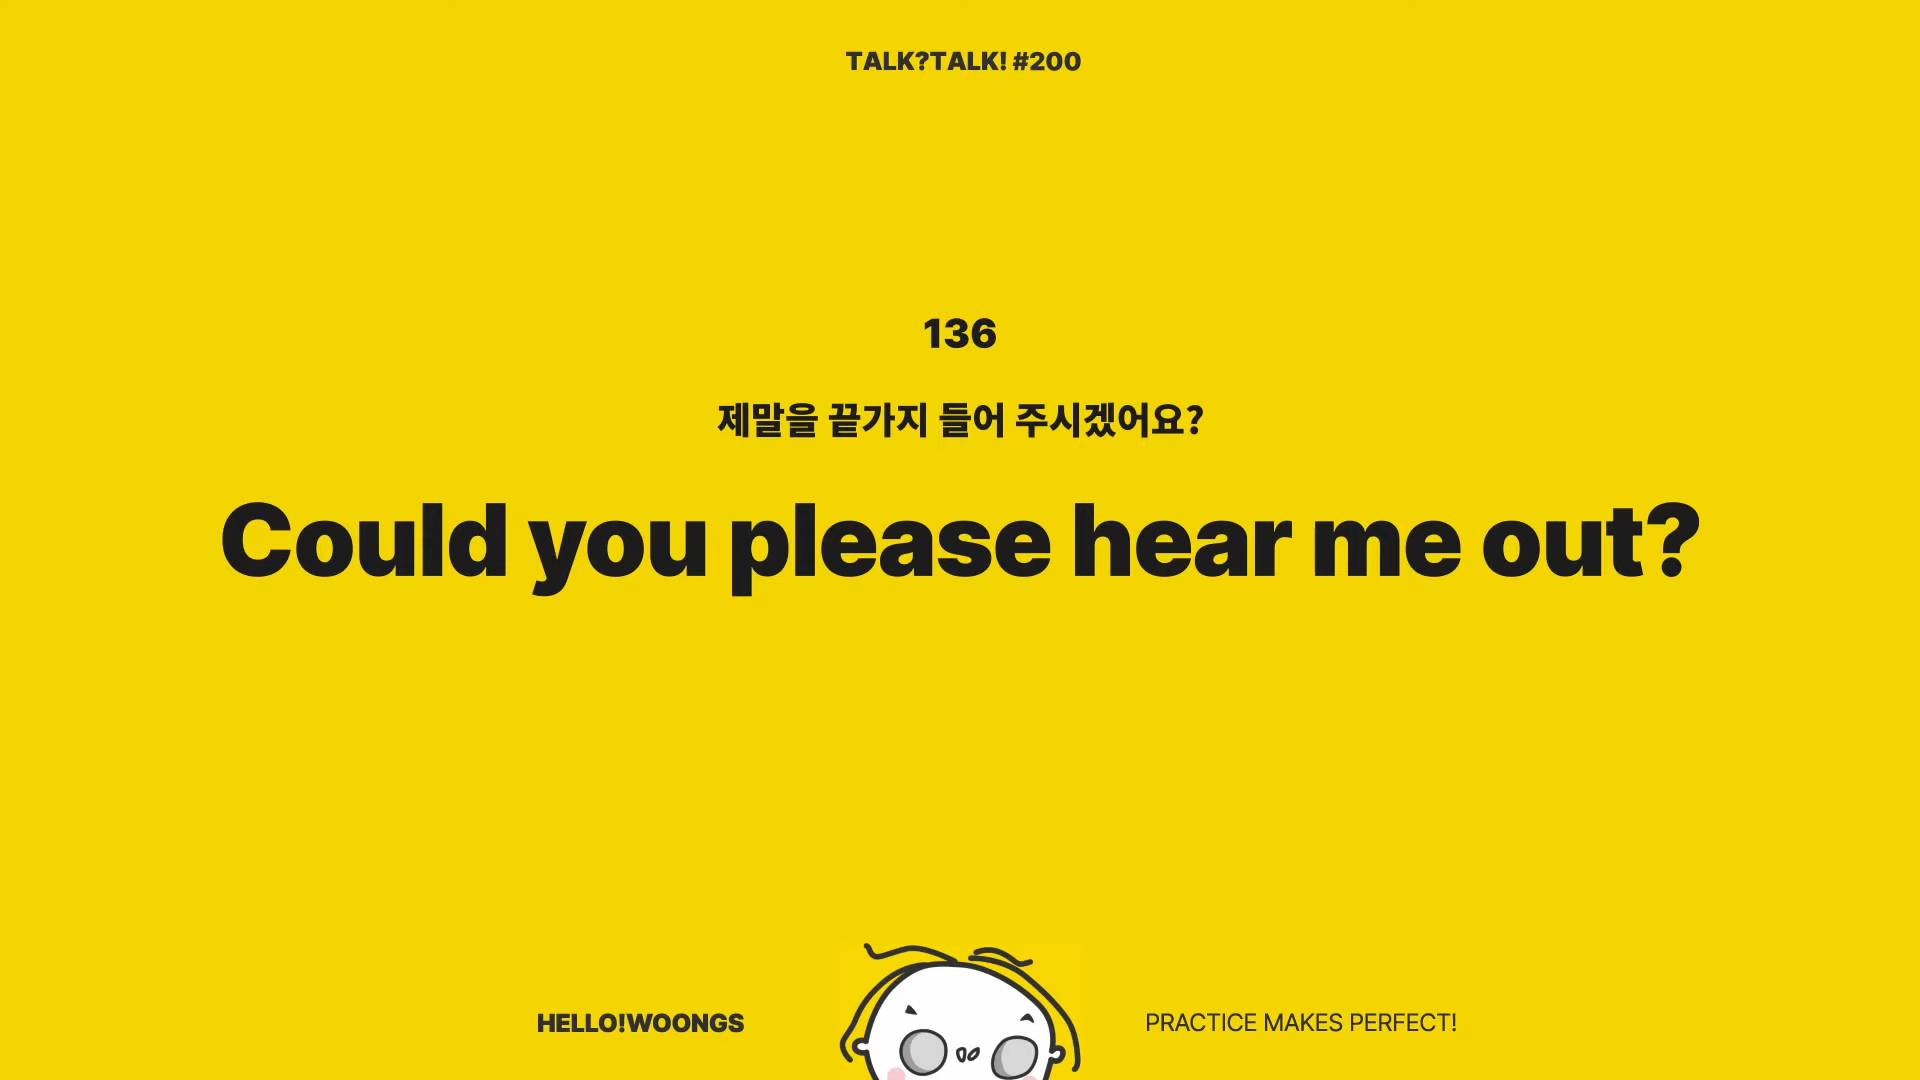 TALK?TALK! #200
136
제말을 끝가지 들어 주시겠어요?
Could you please hear me out?
HELLO!WOONGS
PRACTICE MAKES PERFECT!